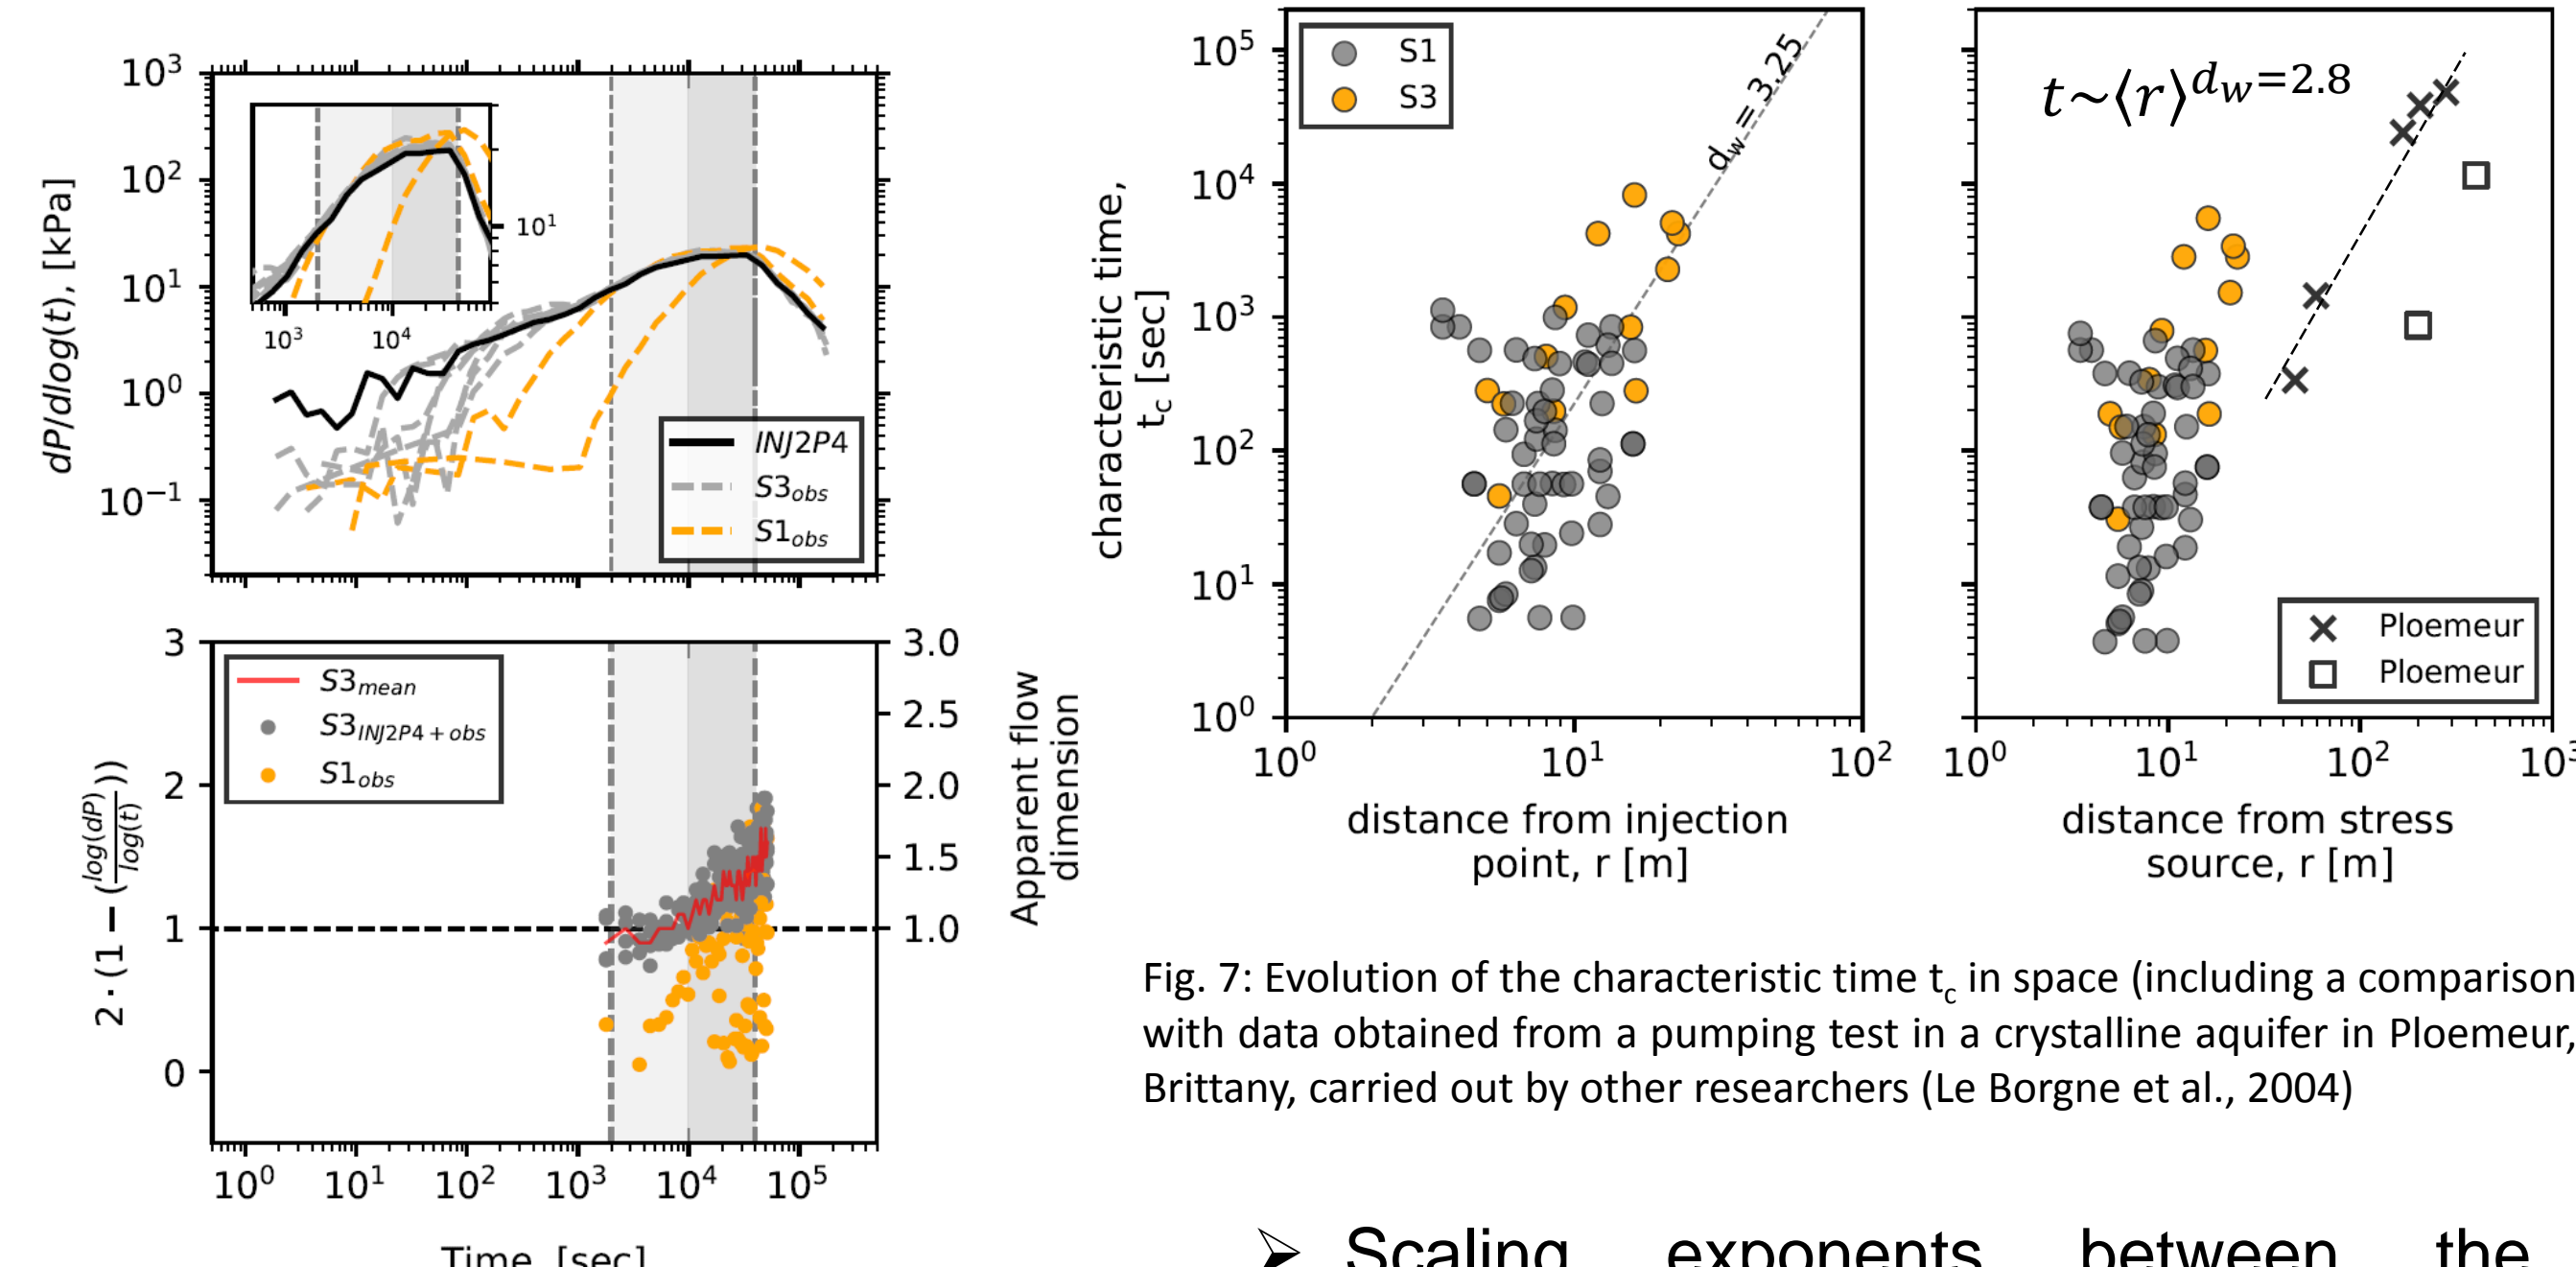 10³
10²
10¹
10⁰
10⁻¹
dP/dlog(t), [kPa]
10¹
10³ 10⁴
INJ2P4
S3obs
S1obs
3
2
1
0
2·(1−(log(dP)/log(t)))
S3mean
S3INJ2P4+obs
S1obs
3.0
2.5
2.0
1.5
1.0
Apparent flow
dimension
10⁰ 10¹ 10² 10³ 10⁴ 10⁵
Time, [sec]
characteristic time,
tc [sec]
10⁵
10⁴
10³
10²
10¹
10⁰
S1
S3
dw = 3.25
10⁰ 10¹ 10²
distance from injection
point, r [m]
t~⟨r⟩^dw=2.8
Ploemeur
Ploemeur
10⁰ 10¹ 10² 10³
distance from stress
source, r [m]
Fig. 7: Evolution of the characteristic time tc in space (including a comparison
with data obtained from a pumping test in a crystalline aquifer in Ploemeur,
Brittany, carried out by other researchers (Le Borgne et al., 2004)
➢ Scaling exponents between the